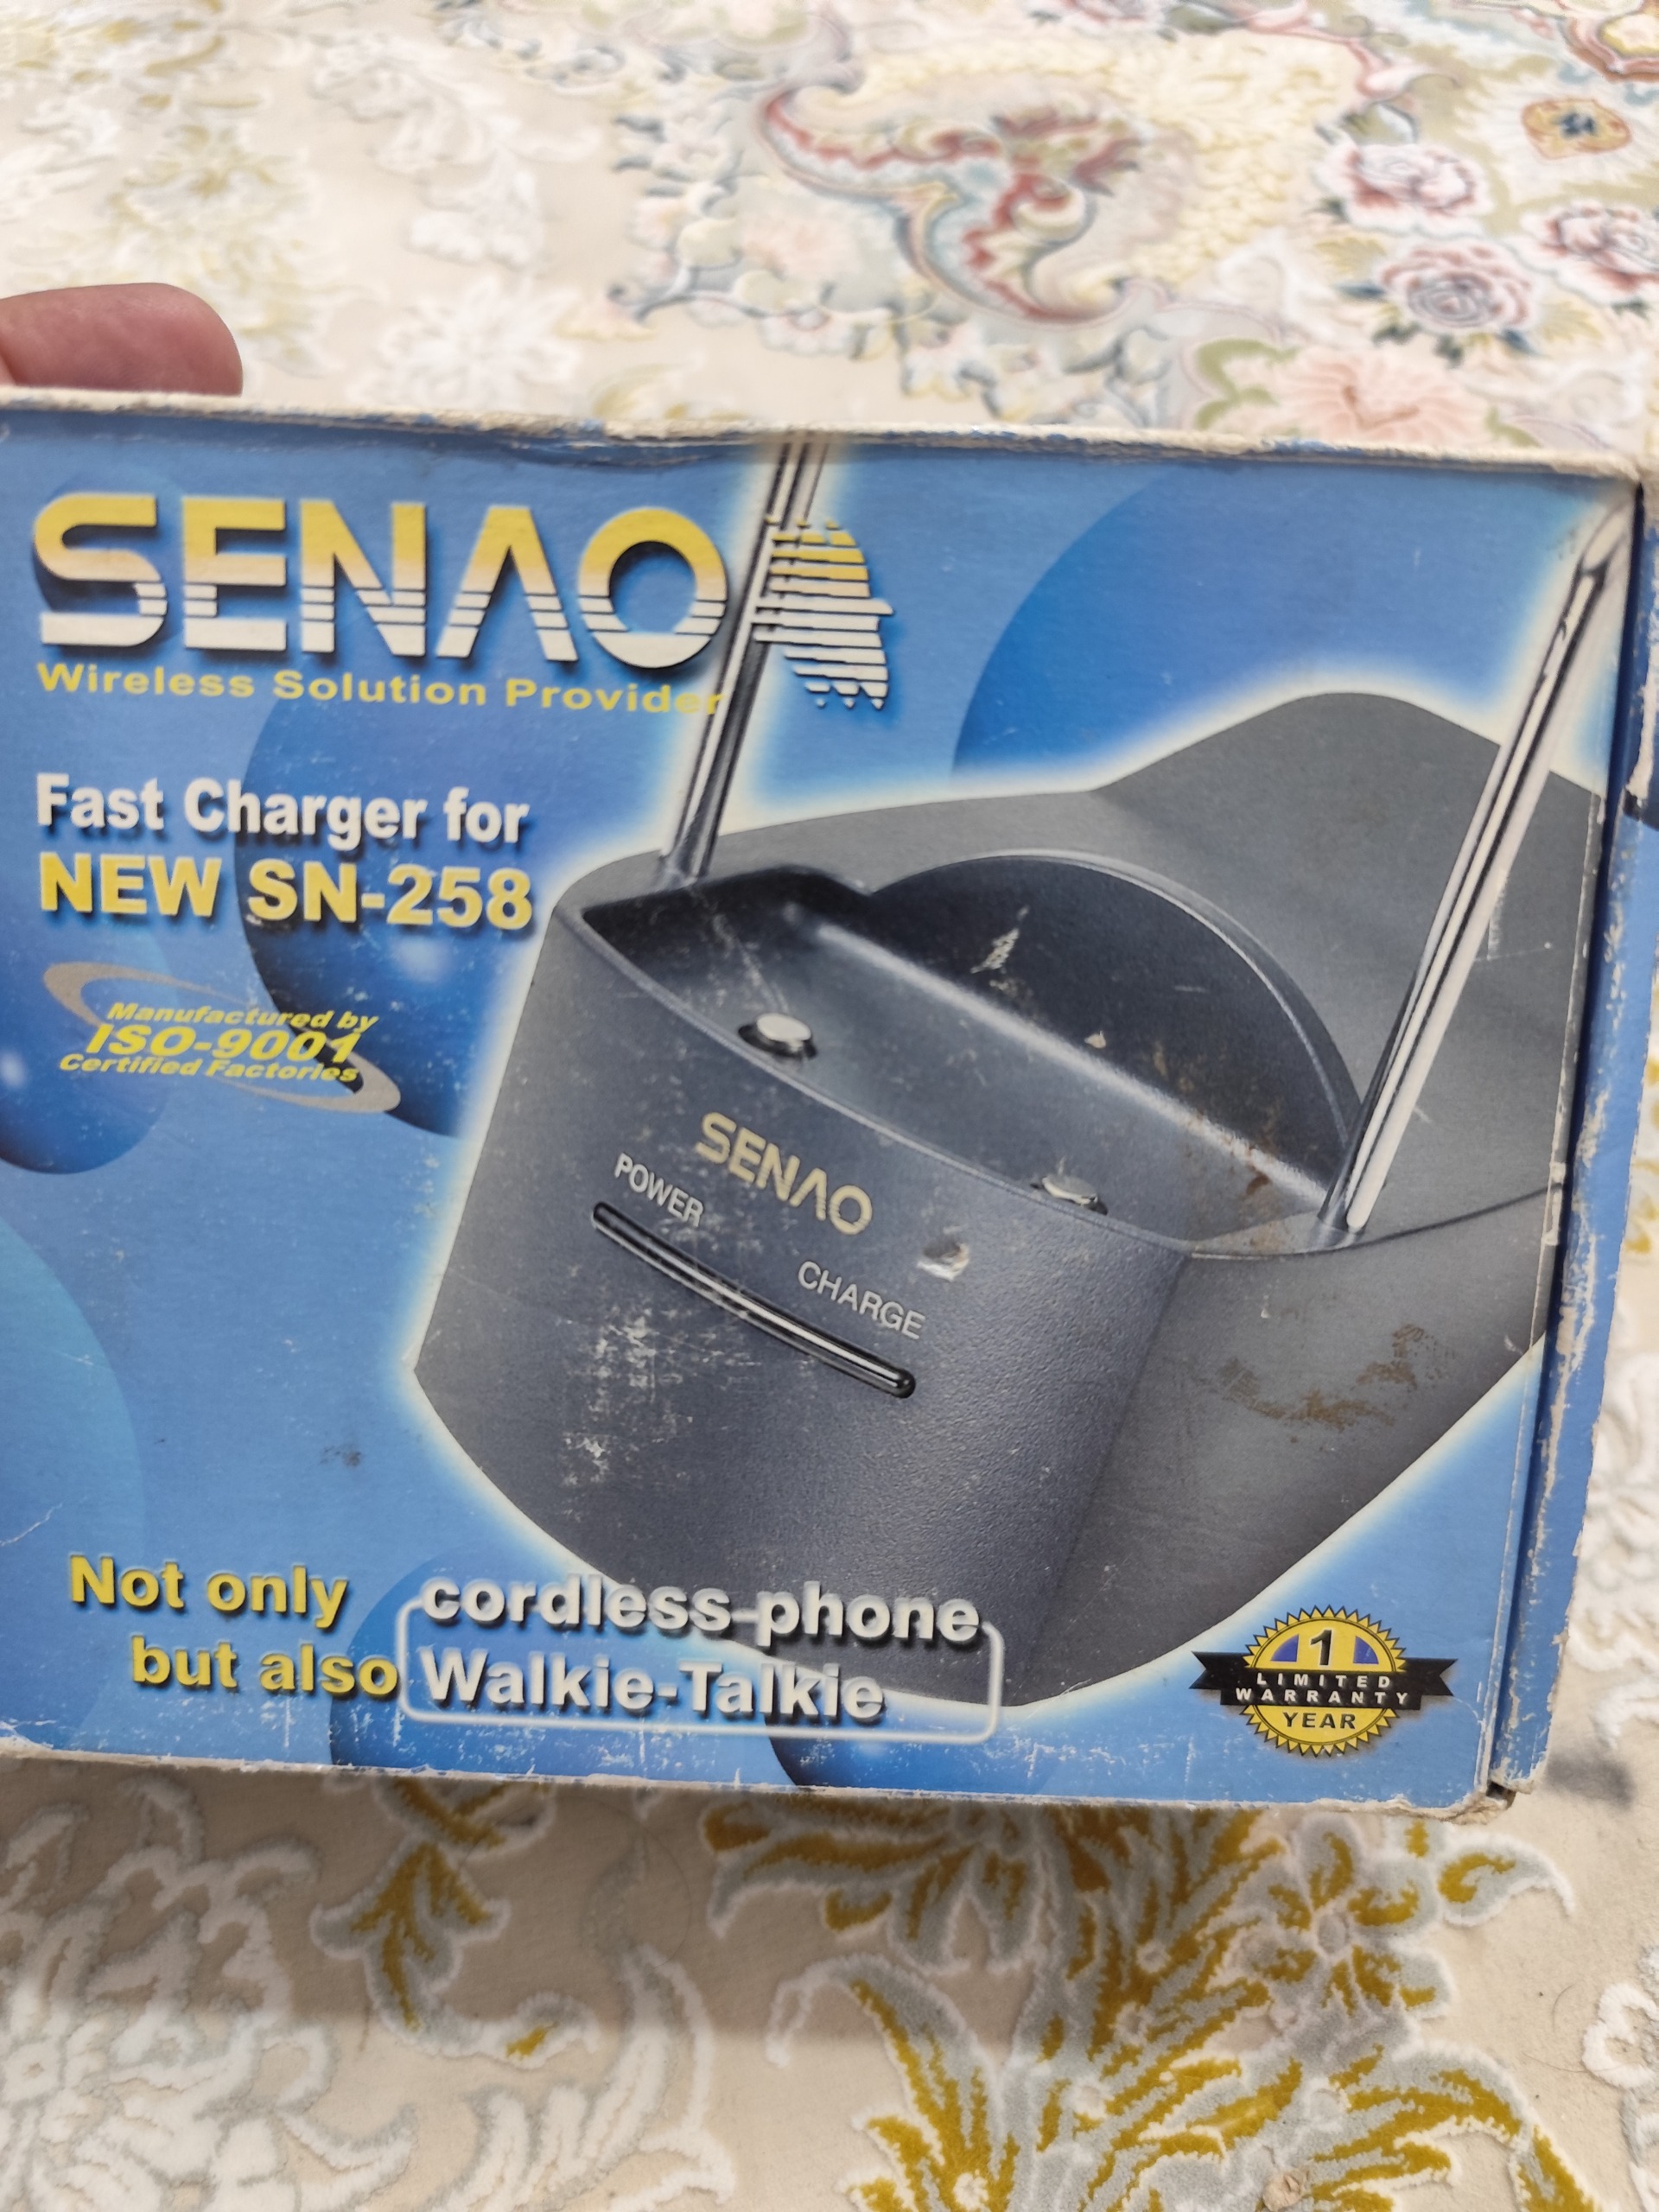 SENAO
Wireless Solution Provider
Fast Charger for
NEW SN-258
Manufactured by
ISO-9001
Certified Factories
SENAO
POWER
CHARGE
Not only cordless-phone
but also Walkie-Talkie
1
LIMITED
WARRANTY
YEAR